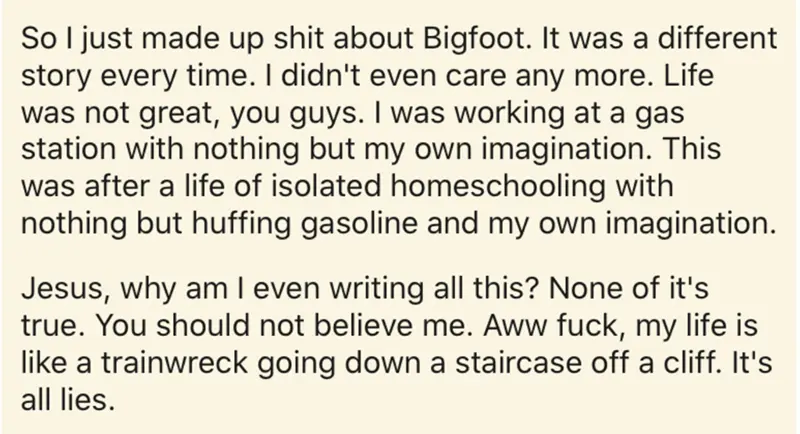 So I just made up shit about Bigfoot. It was a different
story every time. I didn't even care any more. Life
was not great, you guys. I was working at a gas
station with nothing but my own imagination. This
was after a life of isolated homeschooling with
nothing but huffing gasoline and my own imagination.
Jesus, why am I even writing all this? None of it's
true. You should not believe me. Aww fuck, my life is
like a trainwreck going down a staircase off a cliff. It's
all lies.